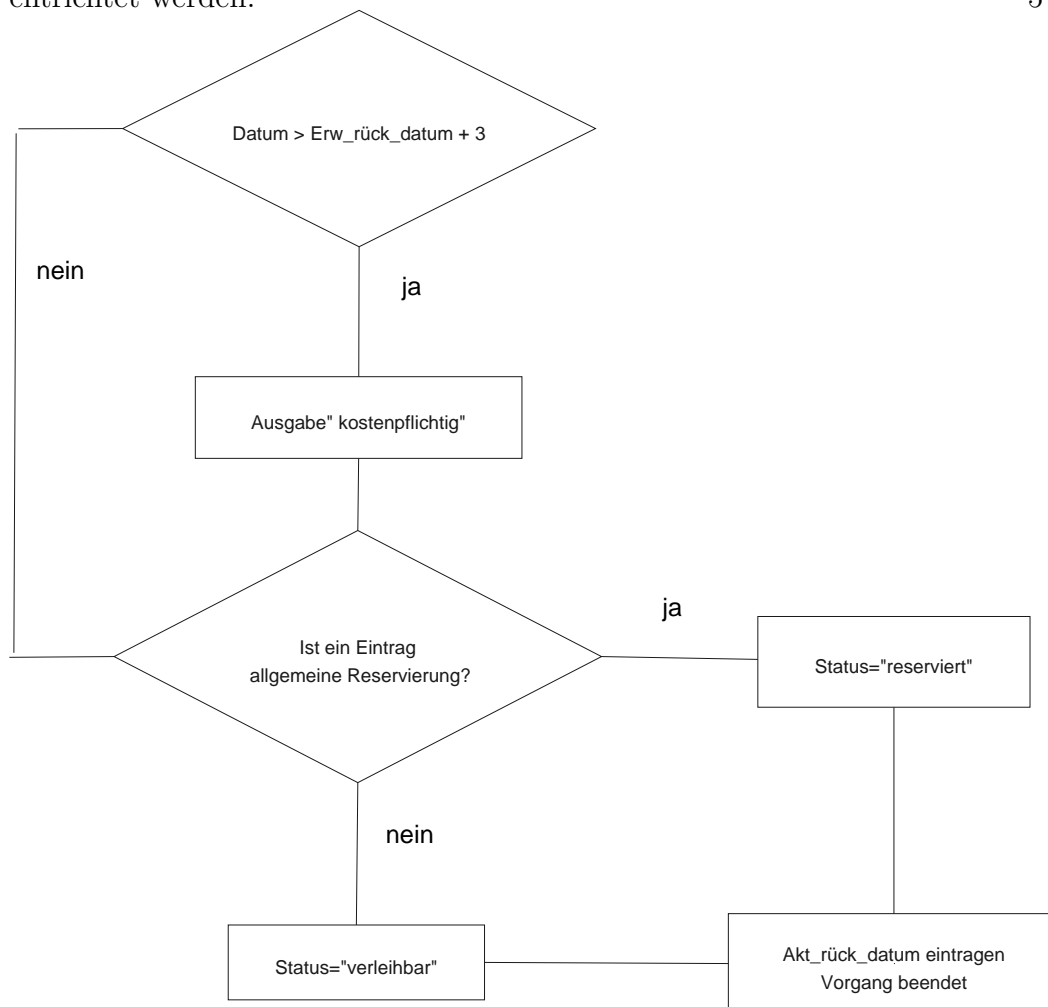 entrichtet werden.
Datum > Erw_rück_datum + 3
nein
ja
Ausgabe" kostenpflichtig"
ja
Ist ein Eintrag
allgemeine Reservierung?
Status="reserviert"
nein
Status="verleihbar"
Akt_rück_datum eintragen
Vorgang beendet